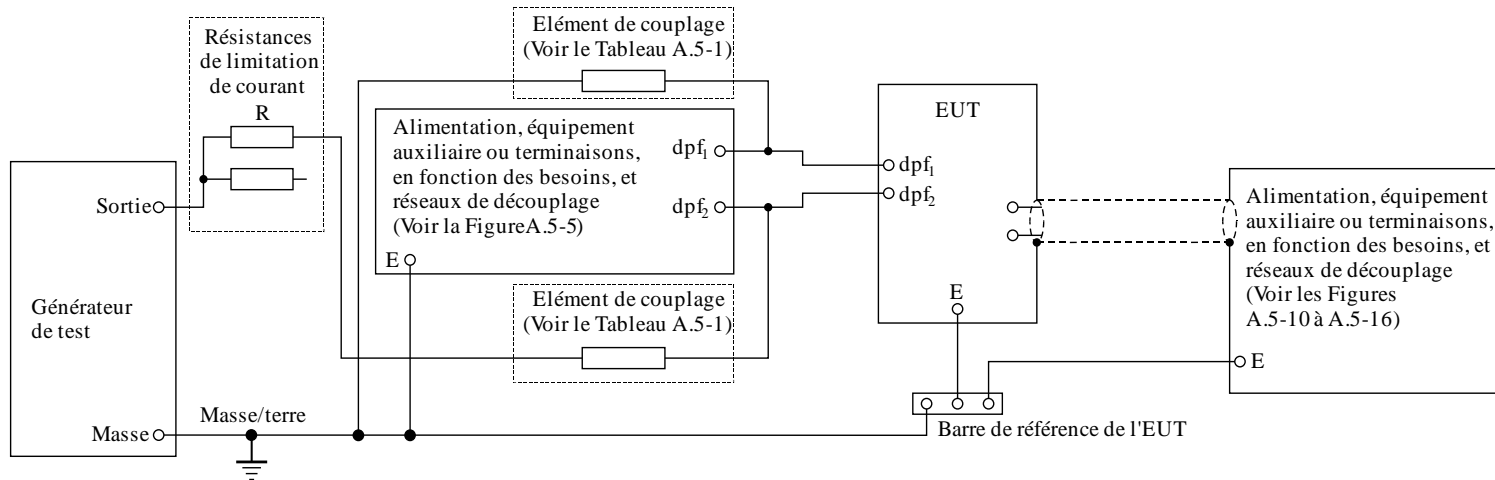 Résistances
de limitation
de courant
R
Elément de couplage
(Voir le Tableau A.5-1)
Alimentation, équipement
auxiliaire ou terminaisons,
en fonction des besoins, et
réseaux de découplage
(Voir la FigureA.5-5)
dpf1
dpf2
E
Elément de couplage
(Voir le Tableau A.5-1)
EUT
dpf1
dpf2
E
Alimentation, équipement
auxiliaire ou terminaisons,
en fonction des besoins, et
réseaux de découplage
(Voir les Figures
A.5-10 à A.5-16)
E
Sortie
Générateur
de test
Masse
Masse/terre
Barre de référence de l'EUT